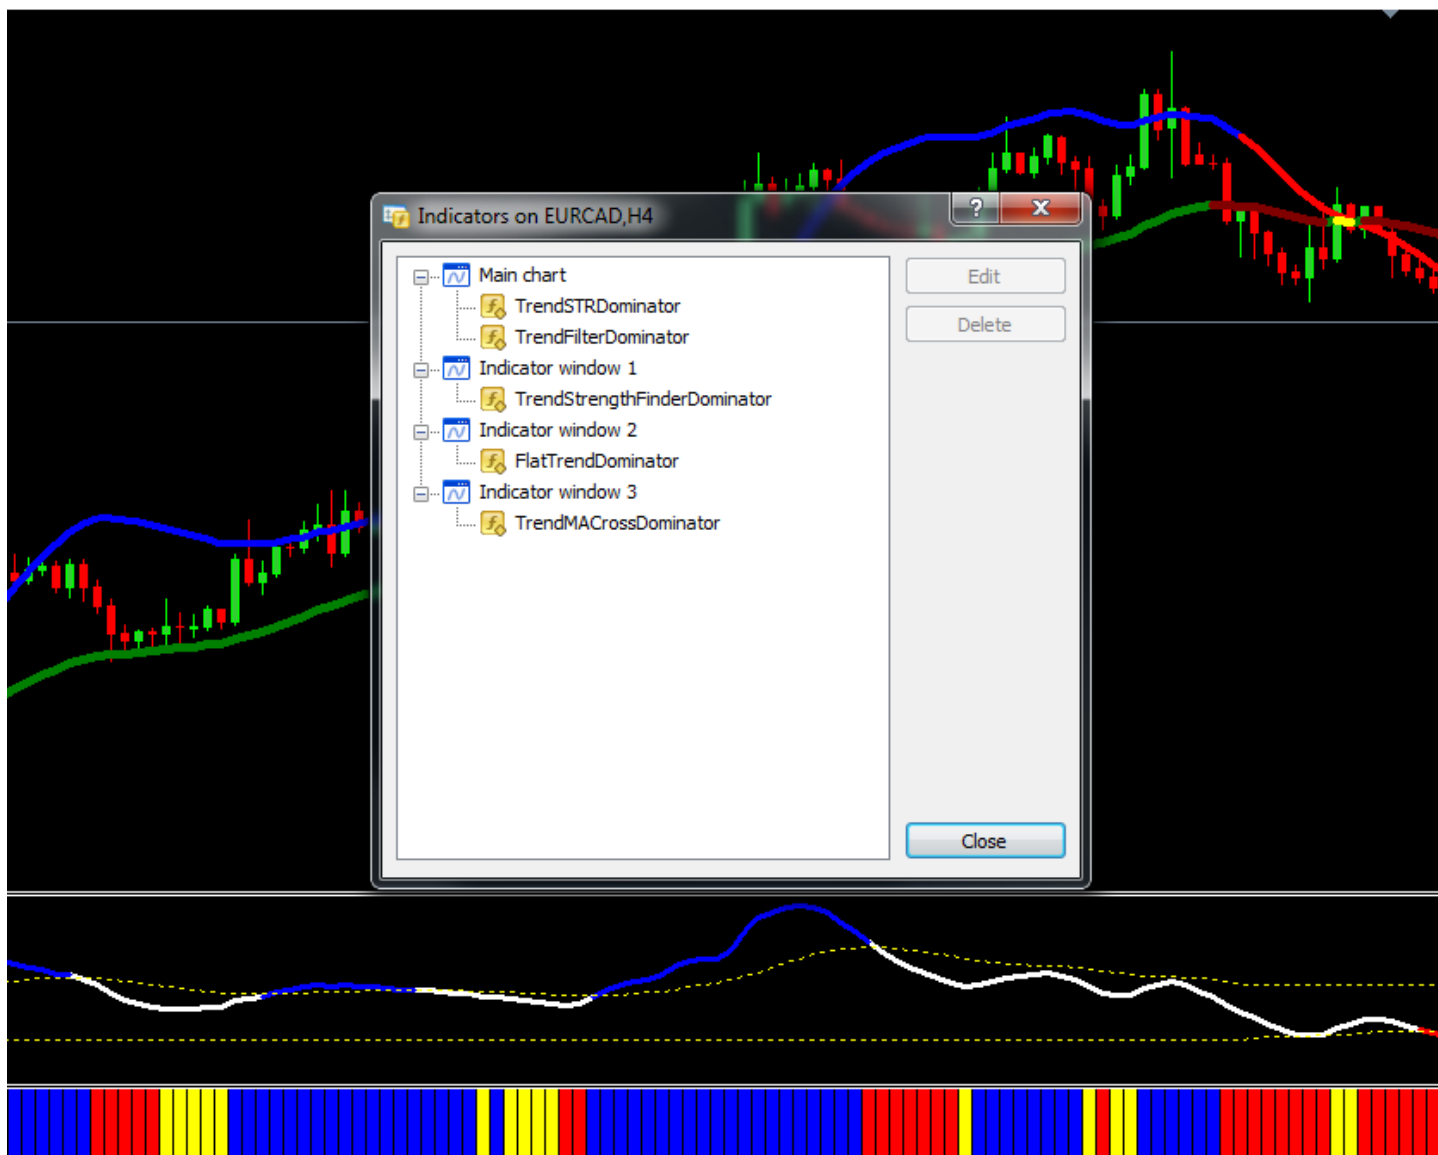 Indicators on EURCAD,H4
?
X
Main chart
Edit
TrendSTRDominator
Delete
TrendFilterDominator
Indicator window 1
TrendStrengthFinderDominator
Indicator window 2
FlatTrendDominator
Indicator window 3
TrendMACrossDominator
Close